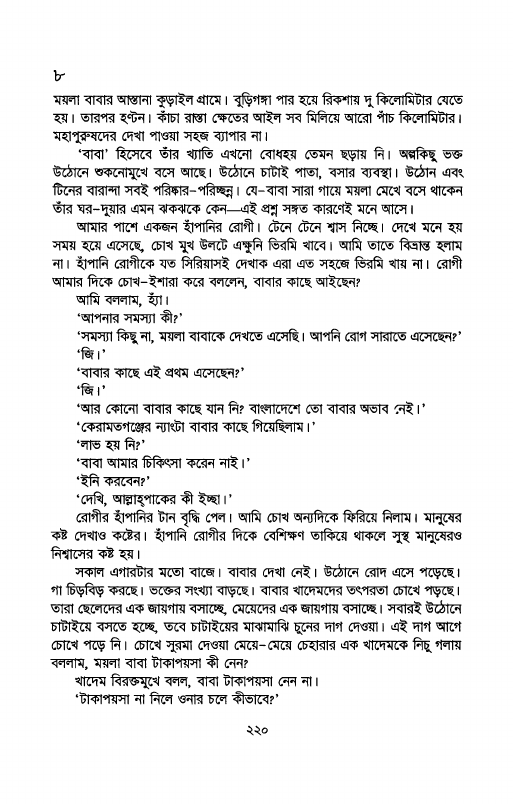 ৮
ময়লা বাবার আস্তানা কুড়াইল গ্রামে। বুড়িগঙ্গা পার হয়ে রিকশায় দু কিলোমিটার যেতে
হয়। তারপর হণ্টন। কাঁচা রাস্তা ক্ষেতের আইল সব মিলিয়ে আরো পাঁচ কিলোমিটার।
মহাপুরুষদের দেখা পাওয়া সহজ ব্যাপার না।
‘বাবা’ হিসেবে তাঁর খ্যাতি এখনো বোধহয় তেমন ছড়ায় নি। অল্পকিছু ভক্ত
উঠোনে শুকনোমুখে বসে আছে। উঠোনে চাটাই পাতা, বসার ব্যবস্থা। উঠোন এবং
টিনের বারান্দা সবই পরিষ্কার-পরিচ্ছন্ন। যে-বাবা সারা গায়ে ময়লা মেখে বসে থাকেন
তাঁর ঘর-দুয়ার এমন ঝকঝকে কেন—এই প্রশ্ন সঙ্গত কারণেই মনে আসে।
আমার পাশে একজন হাঁপানির রোগী। টেনে টেনে শ্বাস নিচ্ছে। দেখে মনে হয়
সময় হয়ে এসেছে, চোখ মুখ উলটে এক্ষুনি ভিরমি খাবে। আমি তাতে বিভ্রান্ত হলাম
না। হাঁপানি রোগীকে যত সিরিয়াসই দেখাক এরা এত সহজে ভিরমি খায় না। রোগী
আমার দিকে চোখ-ইশারা করে বললেন, বাবার কাছে আইছেন?
আমি বললাম, হ্যাঁ।
‘আপনার সমস্যা কী?’
‘সমস্যা কিছু না, ময়লা বাবাকে দেখতে এসেছি। আপনি রোগ সারাতে এসেছেন?’
‘জি।’
‘বাবার কাছে এই প্রথম এসেছেন?’
‘জি।’
‘আর কোনো বাবার কাছে যান নি? বাংলাদেশে তো বাবার অভাব নেই।’
‘কেরামতগঞ্জের ন্যাংটা বাবার কাছে গিয়েছিলাম।’
‘লাভ হয় নি?’
‘বাবা আমার চিকিৎসা করেন নাই।’
‘ইনি করবেন?’
‘দেখি, আল্লাহ্‌পাকের কী ইচ্ছা।’
রোগীর হাঁপানির টান বৃদ্ধি পেল। আমি চোখ অন্যদিকে ফিরিয়ে নিলাম। মানুষের
কষ্ট দেখাও কষ্টের। হাঁপানি রোগীর দিকে বেশিক্ষণ তাকিয়ে থাকলে সুস্থ মানুষেরও
নিশ্বাসের কষ্ট হয়।
সকাল এগারটার মতো বাজে। বাবার দেখা নেই। উঠোনে রোদ এসে পড়েছে।
গা চিড়বিড় করছে। ভক্তের সংখ্যা বাড়ছে। বাবার খাদেমদের তৎপরতা চোখে পড়ছে।
তারা ছেলেদের এক জায়গায় বসাচ্ছে, মেয়েদের এক জায়গায় বসাচ্ছে। সবারই উঠোনে
চাটাইয়ে বসতে হচ্ছে, তবে চাটাইয়ের মাঝামাঝি চুনের দাগ দেওয়া। এই দাগ আগে
চোখে পড়ে নি। চোখে সুরমা দেওয়া মেয়ে-মেয়ে চেহারার এক খাদেমকে নিচু গলায়
বললাম, ময়লা বাবা টাকাপয়সা কী নেন?
খাদেম বিরক্তমুখে বলল, বাবা টাকাপয়সা নেন না।
‘টাকাপয়সা না নিলে ওনার চলে কীভাবে?’
২২০